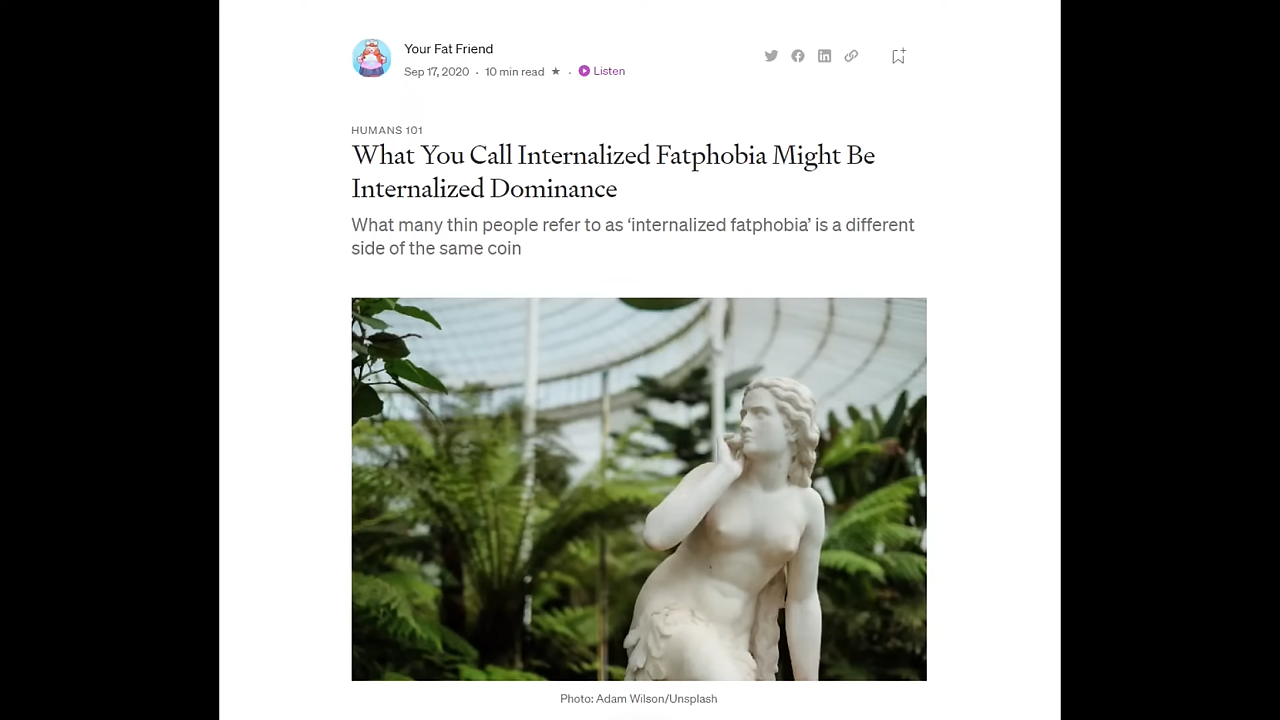 Your Fat Friend
Sep 17, 2020 · 10 min read ★ · Listen
HUMANS 101
What You Call Internalized Fatphobia Might Be
Internalized Dominance
What many thin people refer to as ‘internalized fatphobia’ is a different
side of the same coin
Photo: Adam Wilson/Unsplash